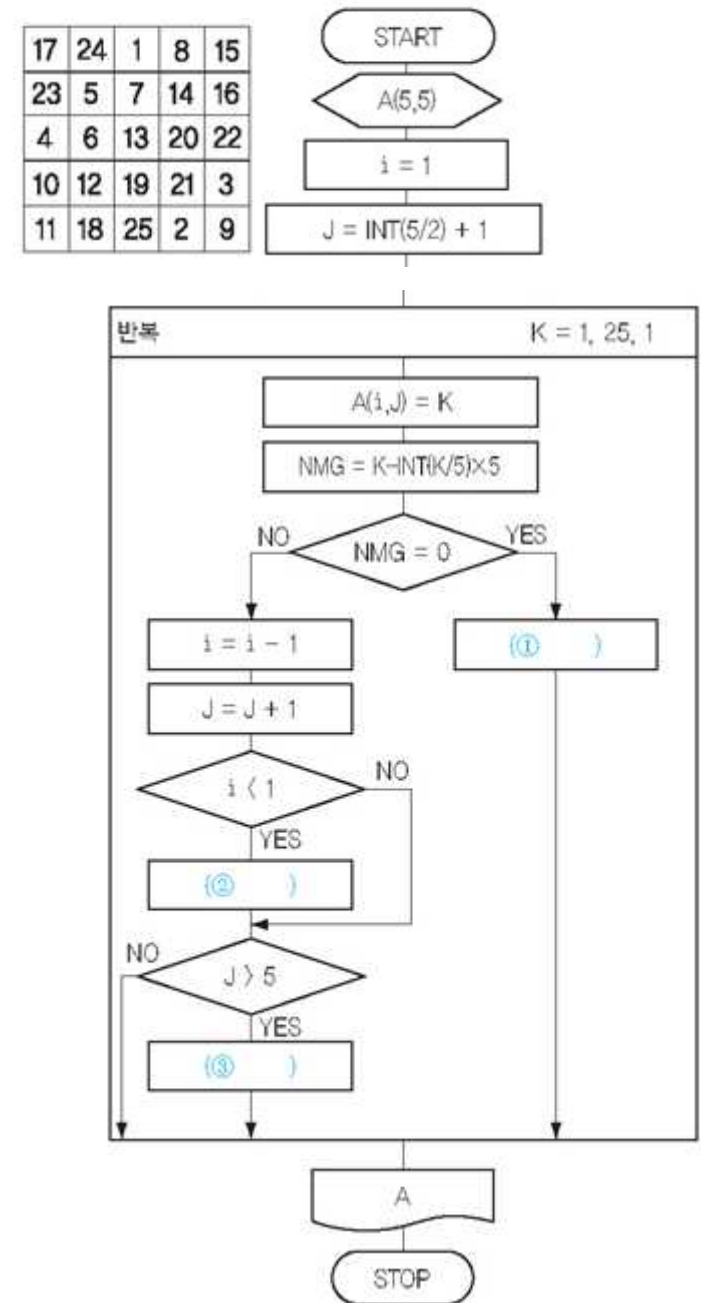 17 24 1 8 15
23 5 7 14 16
4 6 13 20 22
10 12 19 21 3
11 18 25 2 9
START
A(5,5)
i = 1
J = INT(5/2) + 1
반복 K = 1, 25, 1
A(i,J) = K
NMG = K-INT(K/5)×5
NO NMG = 0 YES
i = i - 1 (① )
J = J + 1
i < 1 NO
YES
(② )
NO J > 5
YES
(③ )
A
STOP